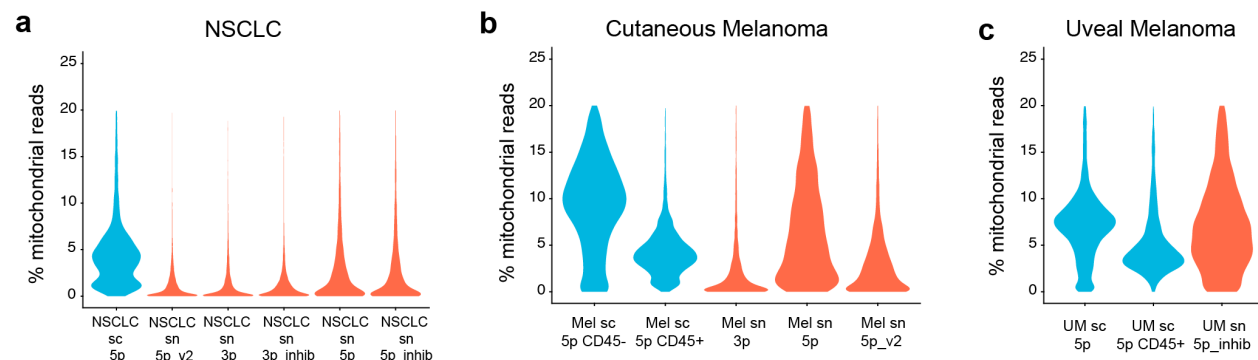 a
NSCLC
% mitochondrial reads
25
20
15
10
5
0
NSCLC
sc
5p
NSCLC
sn
5p_v2
NSCLC
sn
3p
NSCLC
sn
3p_inhib
NSCLC
sn
5p
NSCLC
sn
5p_inhib
b
Cutaneous Melanoma
% mitochondrial reads
25
20
15
10
5
0
Mel sc
5p CD45-
Mel sc
5p CD45+
Mel sn
3p
Mel sn
5p
Mel sn
5p_v2
c
Uveal Melanoma
% mitochondrial reads
25
20
15
10
5
0
UM sc
5p
UM sc
5p CD45+
UM sn
5p_inhib